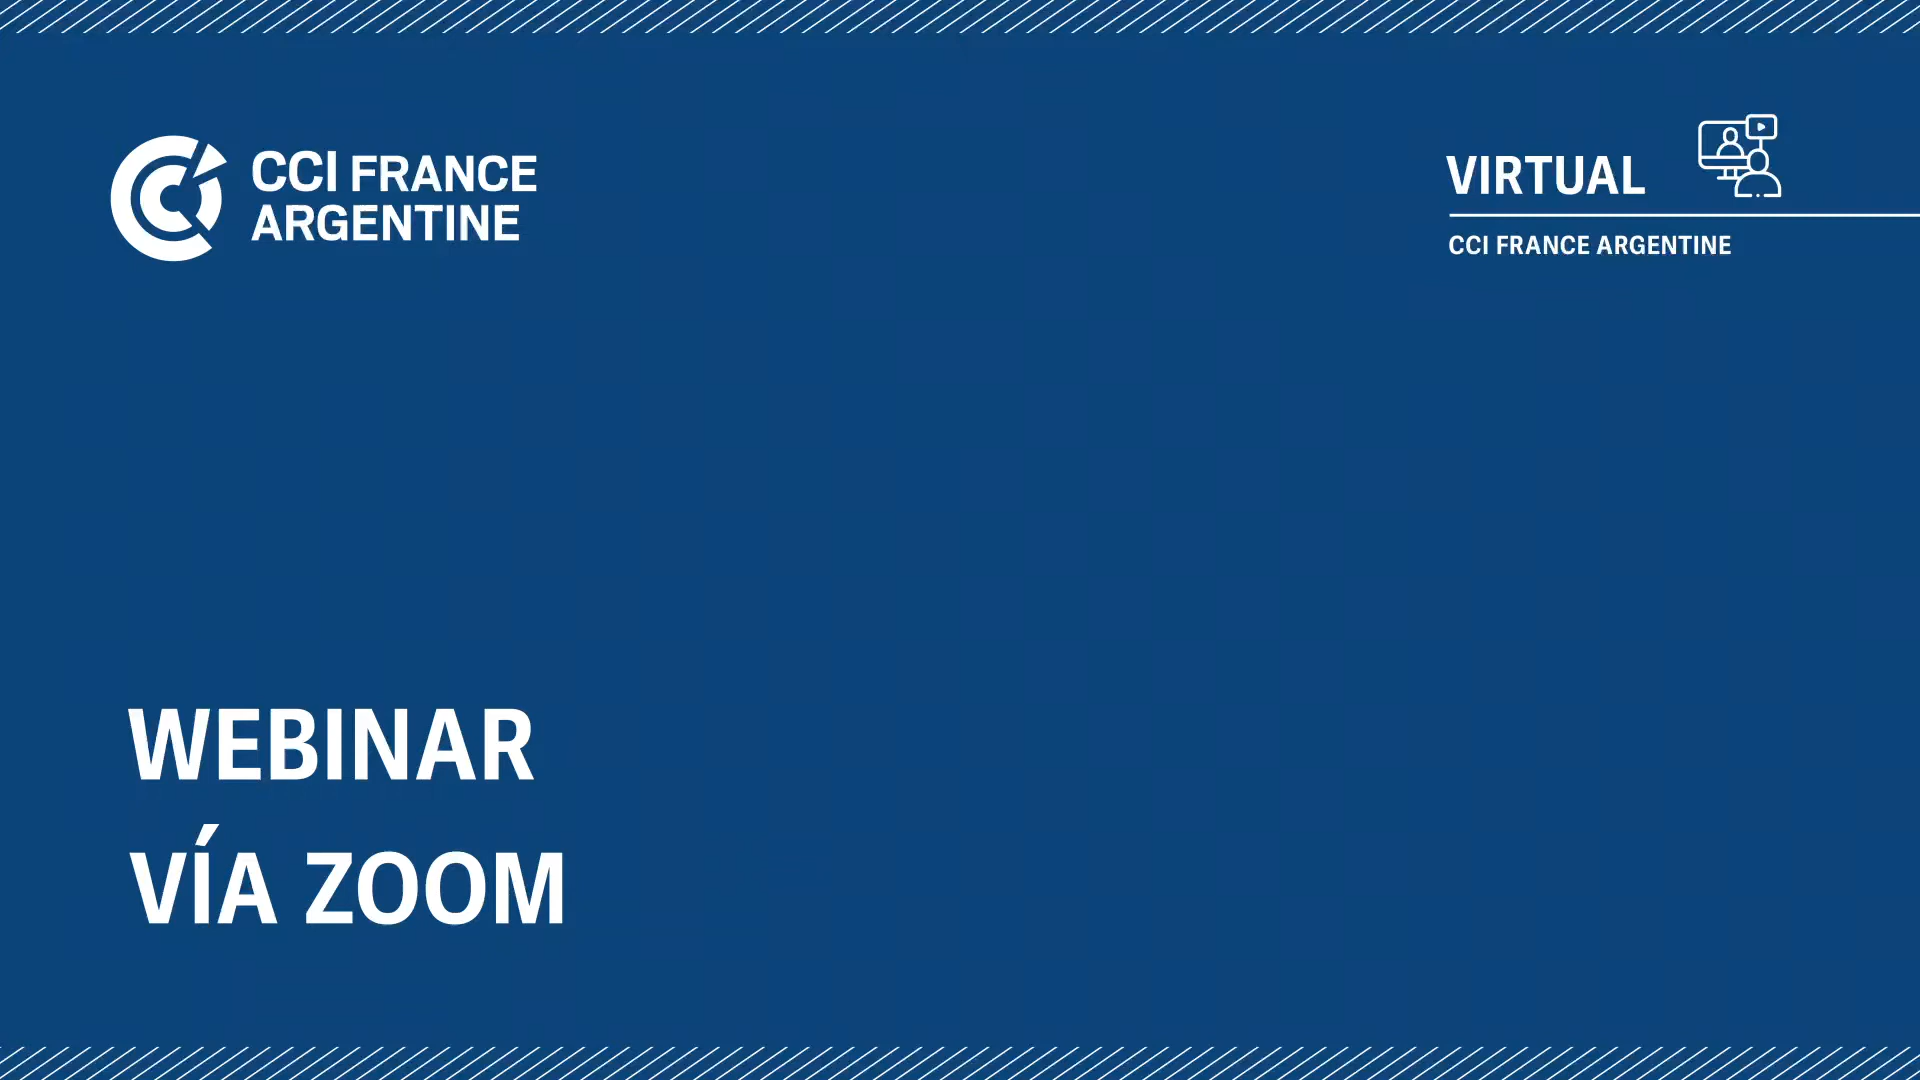 CCI FRANCE
ARGENTINE
VIRTUAL
CCI FRANCE ARGENTINE
WEBINAR
VÍA ZOOM